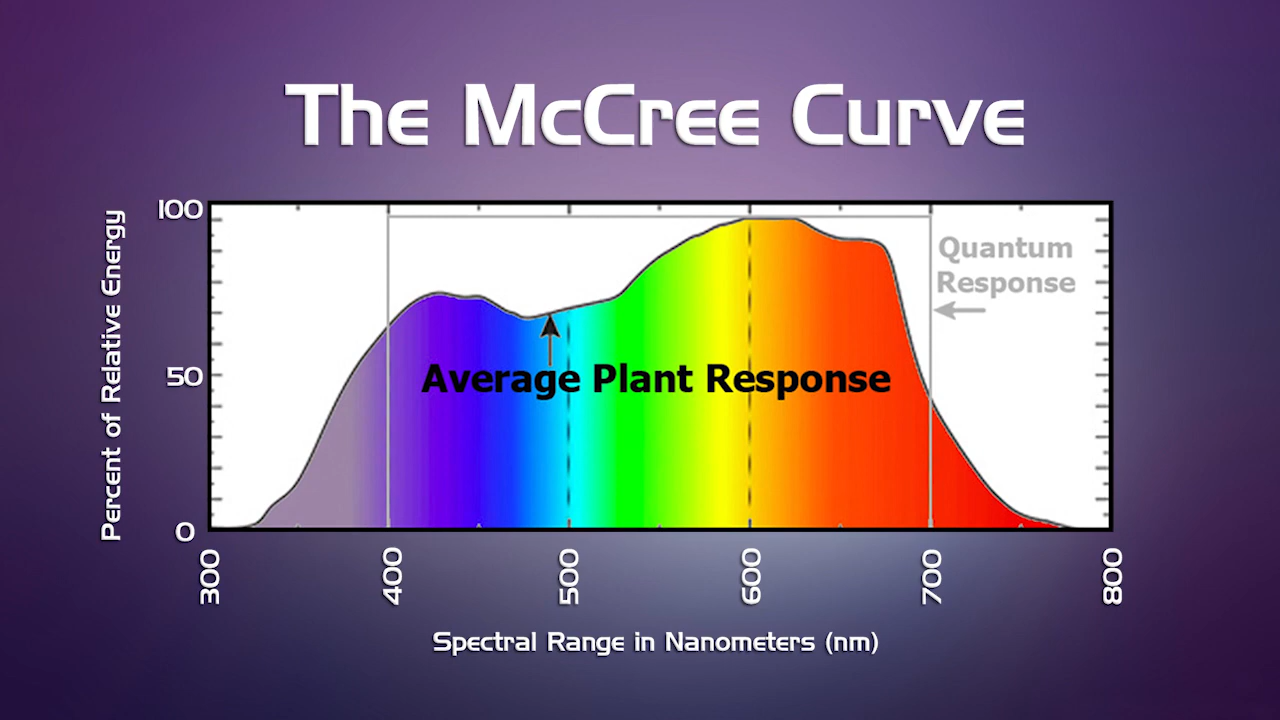 The McCree Curve
Percent of Relative Energy
100
50
0
Quantum
Response
Average Plant Response
300
400
500
600
700
800
Spectral Range in Nanometers (nm)